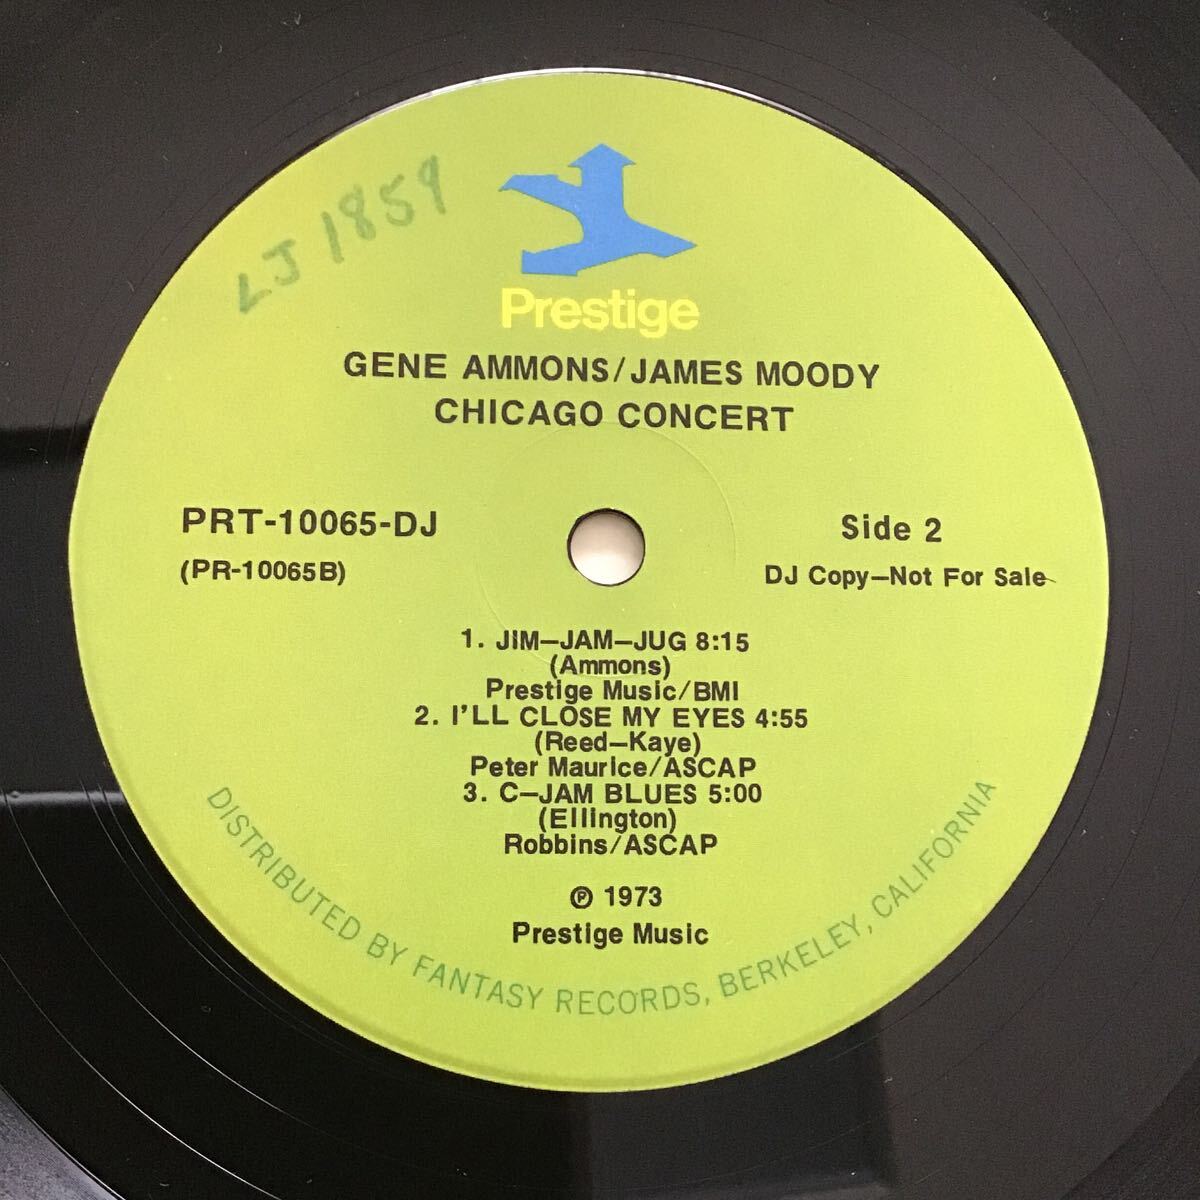 LJ 1859
Prestige
GENE AMMONS/JAMES MOODY
CHICAGO CONCERT
PRT-10065-DJ
(PR-10065B)
Side 2
DJ Copy—Not For Sale
1. JIM—JAM—JUG 8:15
(Ammons)
Prestige Music/BMI
2. I'LL CLOSE MY EYES 4:55
(Reed—Kaye)
Peter Maurice/ASCAP
3. C—JAM BLUES 5:00
(Ellington)
Robbins/ASCAP
℗ 1973
Prestige Music
DISTRIBUTED BY FANTASY RECORDS, BERKELEY, CALIFORNIA